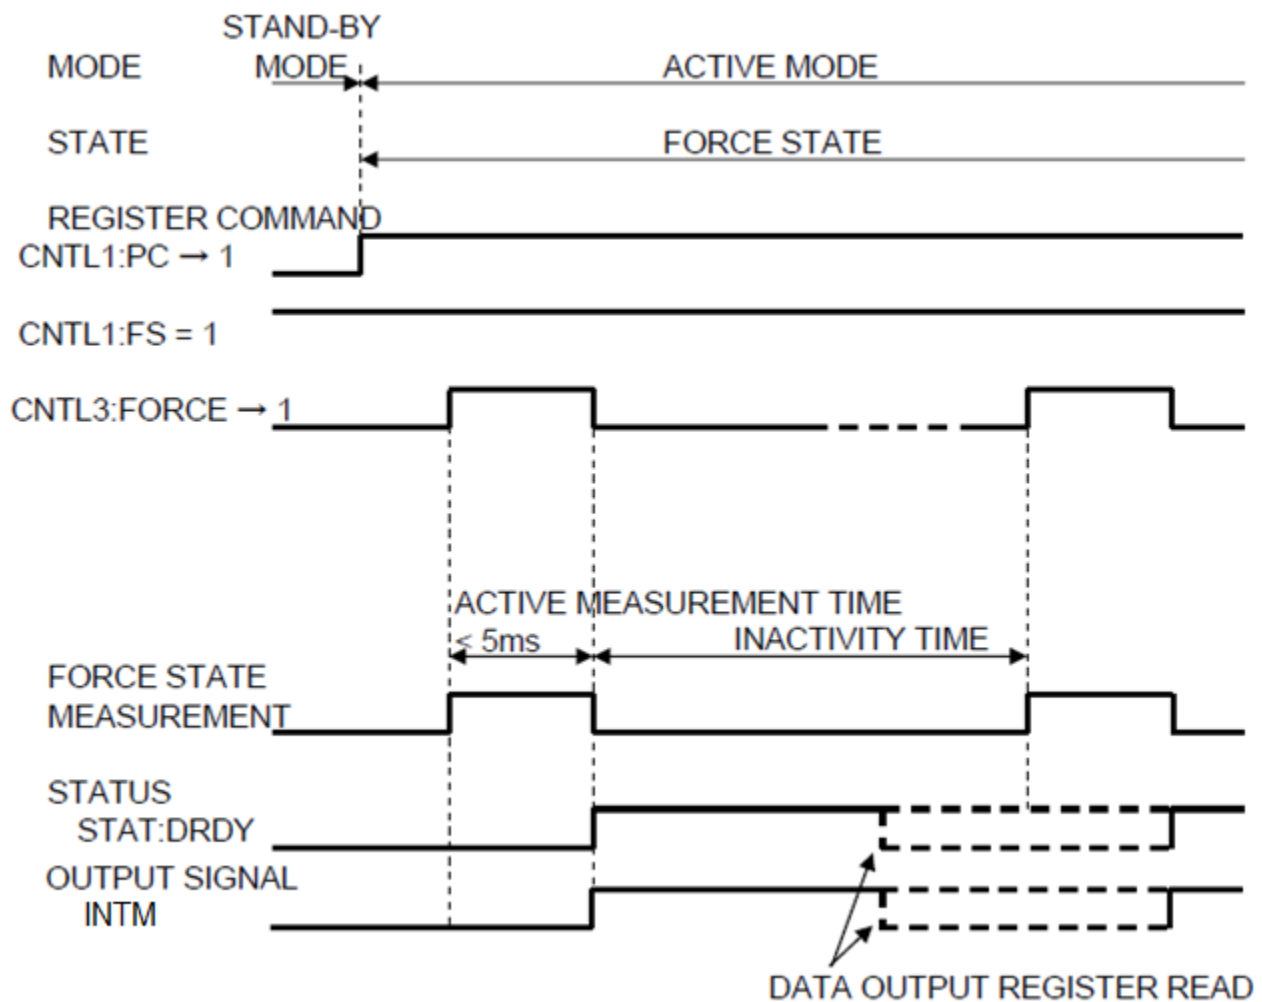 STAND-BY
MODE MODE ACTIVE MODE
STATE FORCE STATE
REGISTER COMMAND
CNTL1:PC → 1
CNTL1:FS = 1
CNTL3:FORCE → 1
ACTIVE MEASUREMENT TIME
< 5ms INACTIVITY TIME
FORCE STATE
MEASUREMENT
STATUS
STAT:DRDY
OUTPUT SIGNAL
INTM
DATA OUTPUT REGISTER READ